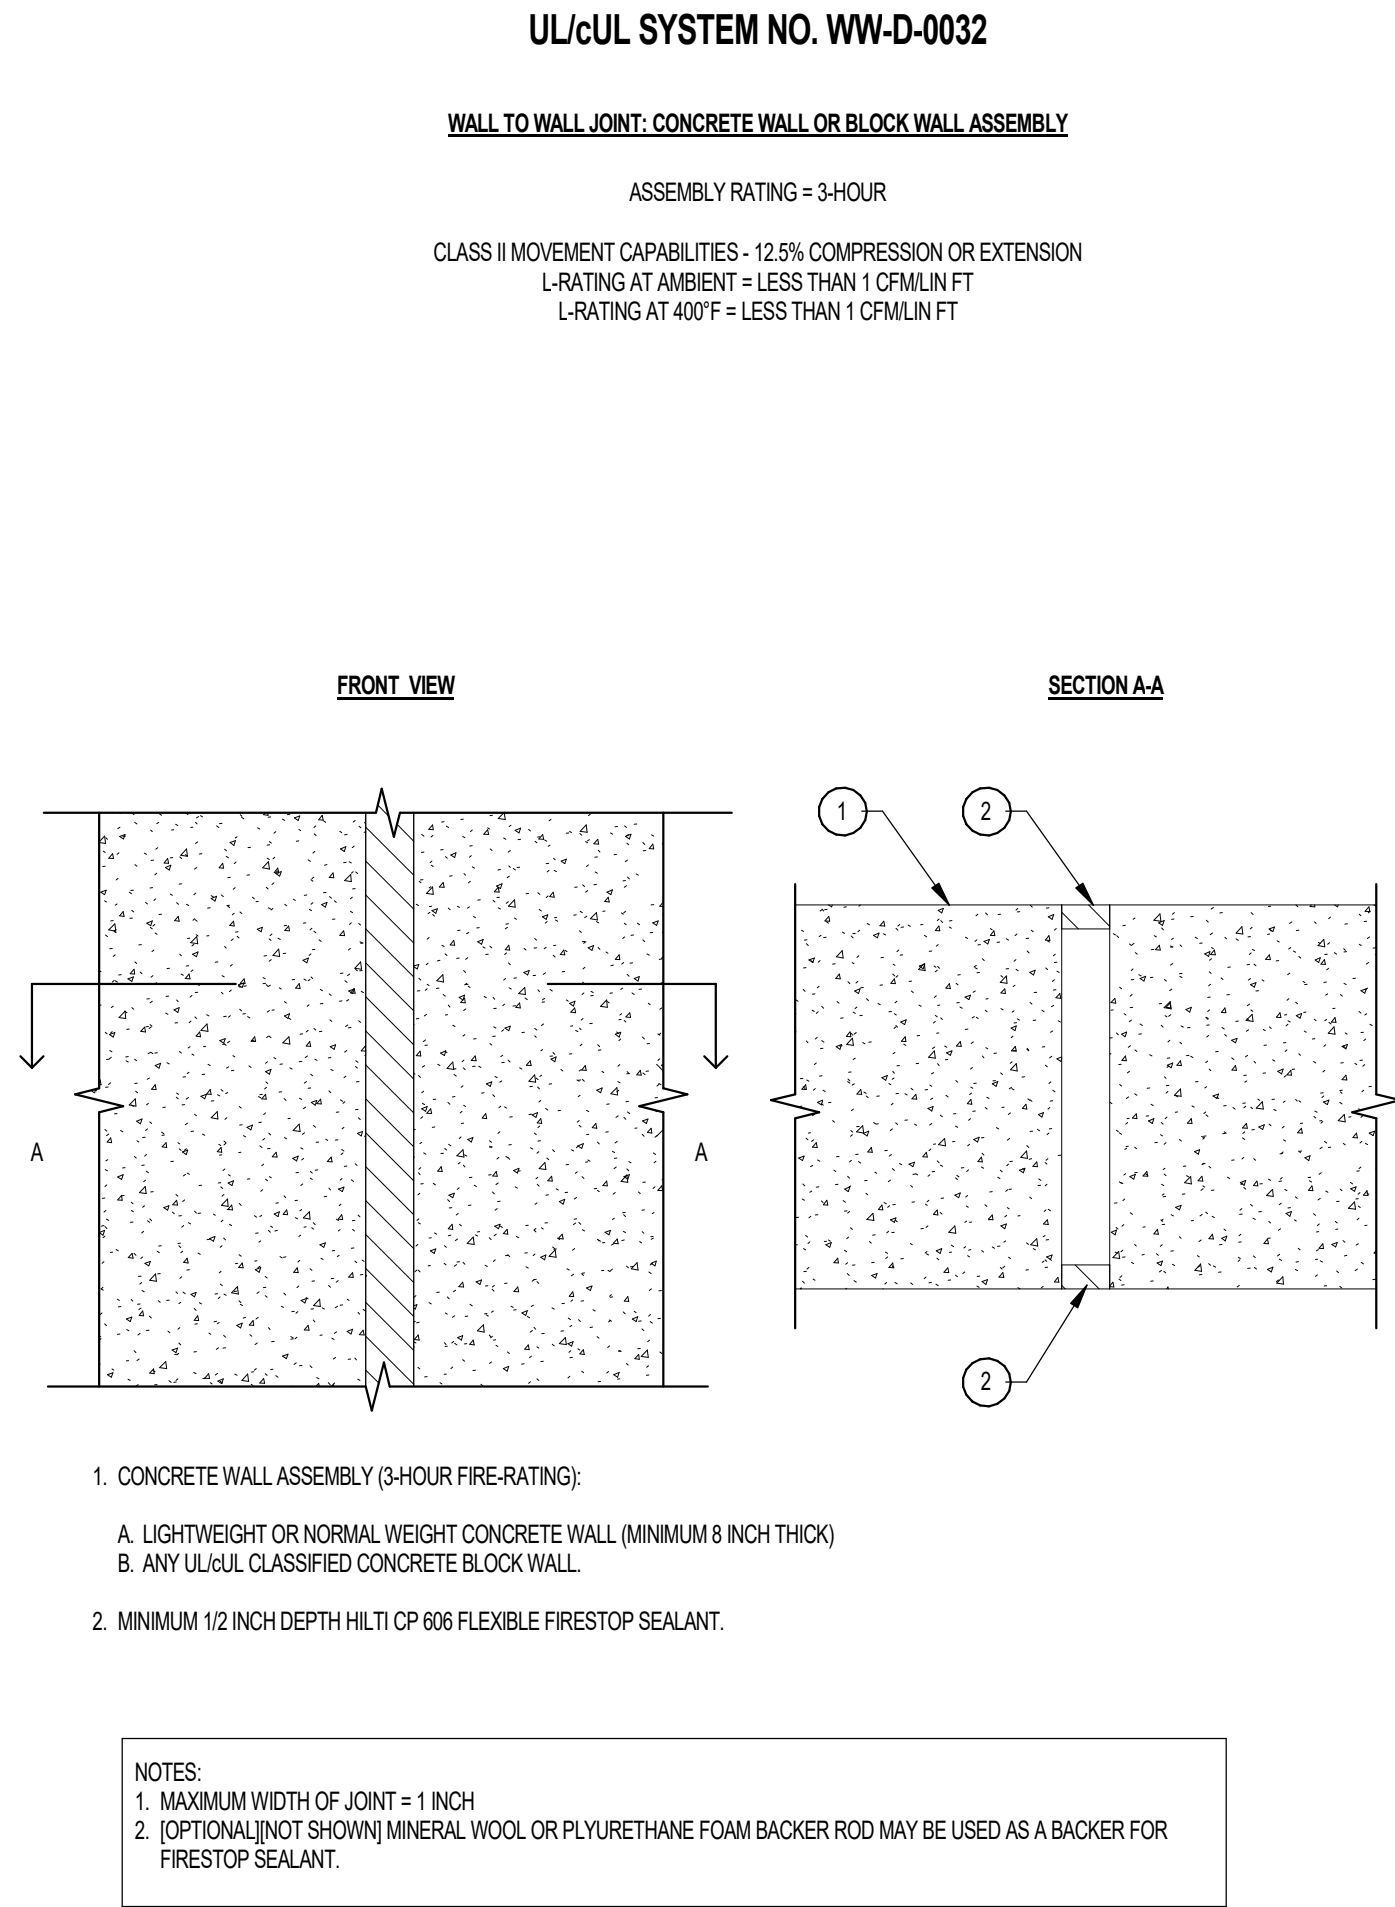 UL/cUL SYSTEM NO. WW-D-0032
WALL TO WALL JOINT: CONCRETE WALL OR BLOCK WALL ASSEMBLY
ASSEMBLY RATING = 3-HOUR
CLASS II MOVEMENT CAPABILITIES - 12.5% COMPRESSION OR EXTENSION
L-RATING AT AMBIENT = LESS THAN 1 CFM/LIN FT
L-RATING AT 400°F = LESS THAN 1 CFM/LIN FT
FRONT VIEW
SECTION A-A
1
2
A
A
2
1. CONCRETE WALL ASSEMBLY (3-HOUR FIRE-RATING):
A. LIGHTWEIGHT OR NORMAL WEIGHT CONCRETE WALL (MINIMUM 8 INCH THICK)
B. ANY UL/cUL CLASSIFIED CONCRETE BLOCK WALL.
2. MINIMUM 1/2 INCH DEPTH HILTI CP 606 FLEXIBLE FIRESTOP SEALANT.
NOTES:
1. MAXIMUM WIDTH OF JOINT = 1 INCH
2. [OPTIONAL][NOT SHOWN] MINERAL WOOL OR PLYURETHANE FOAM BACKER ROD MAY BE USED AS A BACKER FOR
FIRESTOP SEALANT.